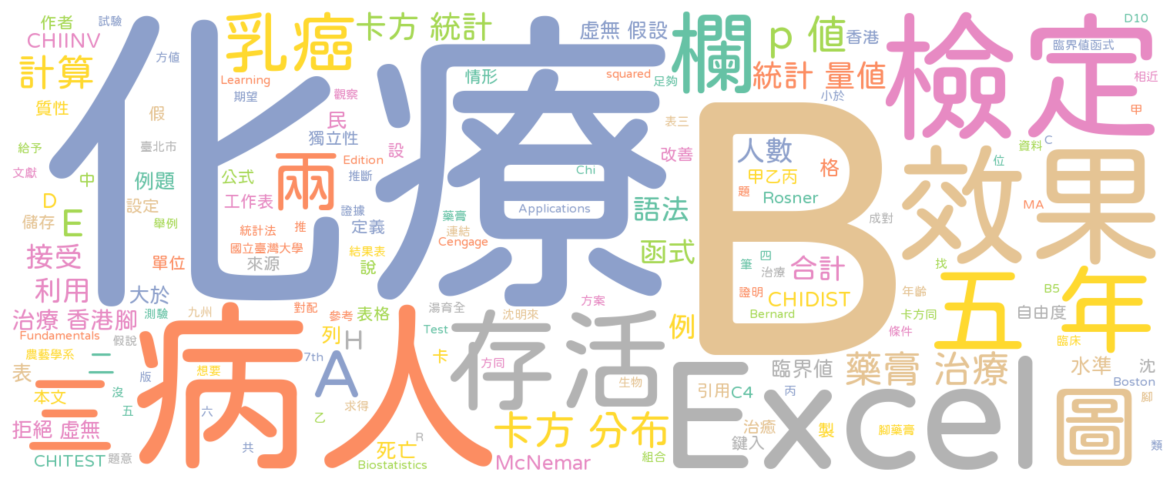 作者
試驗
乳癌
卡方 統計
虛無 假設
欄
p 值
檢定
D10
CHIINV
方值
化療
香港
臨界值函式
計算
Learning
情形
squared
足夠
統計 量值
相近
質性
期望
觀察
小於
假
民
表三
B
甲
給予
臺北市
獨立性
設
改善
人數
效果
資料
C
文獻
中
例題
公式
兩
Edition
推斷
Chi
甲乙丙
格
位
D
設定
工作表
證據
Applications
語法
題
Rosner
MA
儲存
E
舉例
統計法
推
定義
藥膏
連結
成對
國立臺灣大學
結果表
Cengage
函式
筆
四
接受
單位
來源
說
治療
合計
找
利用
大於
證明
CHIDIST
年齡
B5
五
年
治療 香港腳
測驗
九州
對配
參考
表格
湯育全
沈明來
方案
例
Bernard
卡方同
自由度
Fundamentals
假說
病人
列
H
Test
存活
條件
臨床
農藝學系
二
7th
卡
方同
臨界值
藥膏 治療
水準
沈
表
三
版
想要
A
生物
Excel
Boston
本文
沒
五
六
求得
引用
C4
丙
圖
腳
拒絕 虛無
乙
卡方 分布
治癒
製
腳藥膏
共
死亡
R
鍵入
類
CHITEST
題意
Biostatistics
McNemar
組合